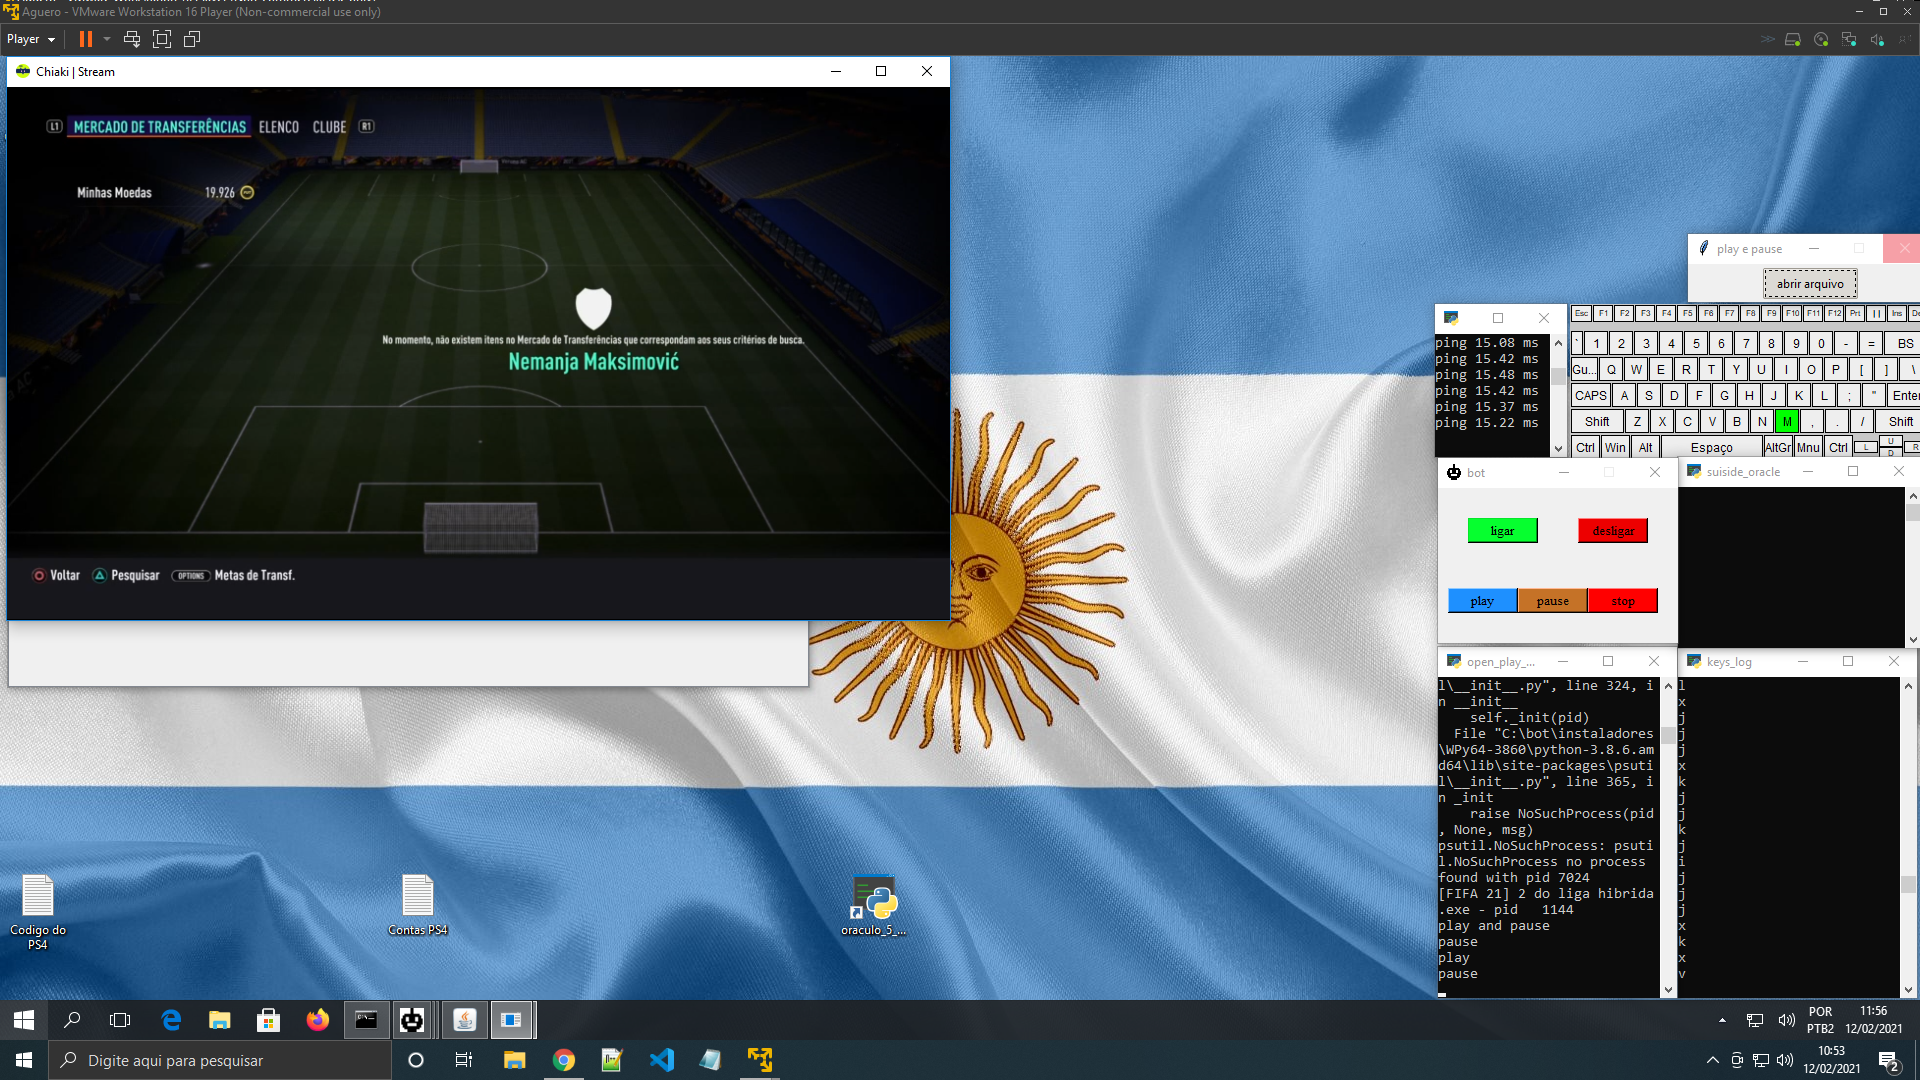 Aguero - VMware Workstation 16 Player (Non-commercial use only)
Player
Chiaki | Stream
L1 MERCADO DE TRANSFERÊNCIAS ELENCO CLUBE R1
Minhas Moedas 19.926
No momento, não existem itens no Mercado de Transferências que correspondam aos seus critérios de busca.
Nemanja Maksimović
Voltar Pesquisar OPTIONS Metas de Transf.
play e pause
abrir arquivo
ping 15.08 ms
ping 15.42 ms
ping 15.48 ms
ping 15.42 ms
ping 15.37 ms
ping 15.22 ms
Esc F1 F2 F3 F4 F5 F6 F7 F8 F9 F10 F11 F12 Prt Ins De
` 1 2 3 4 5 6 7 8 9 0 - = BS
Gu... Q W E R T Y U I O P [ ] \
CAPS A S D F G H J K L ; " Enter
Shift Z X C V B N M , . / Shift
Ctrl Win Alt Espaço AltGr Mnu Ctrl L U D R
bot
ligar desligar
play pause stop
suiside_oracle
open_play_...
l\__init__.py", line 324, i
n __init__
self._init(pid)
File "C:\bot\instaladores
\WPy64-3860\python-3.8.6.am
d64\lib\site-packages\psuti
l\__init__.py", line 365, i
n _init
raise NoSuchProcess(pid
, None, msg)
psutil.NoSuchProcess: psuti
l.NoSuchProcess no process
found with pid 7024
[FIFA 21] 2 do liga hibrida
.exe - pid 1144
play and pause
pause
play
pause
keys_log
l
x
j
j
j
x
k
j
j
k
j
i
j
j
j
x
k
x
v
Codigo do
PS4
Contas PS4
oraculo_5_...
POR
PTB2
11:56
12/02/2021
Digite aqui para pesquisar
10:53
12/02/2021
2